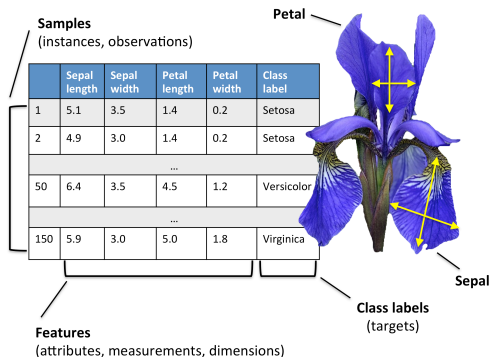 Samples
(instances, observations)
Petal
Sepal length Sepal width Petal length Petal width Class label
1 5.1 3.5 1.4 0.2 Setosa
2 4.9 3.0 1.4 0.2 Setosa
...
50 6.4 3.5 4.5 1.2 Versicolor
...
150 5.9 3.0 5.0 1.8 Virginica
Sepal
Class labels
(targets)
Features
(attributes, measurements, dimensions)